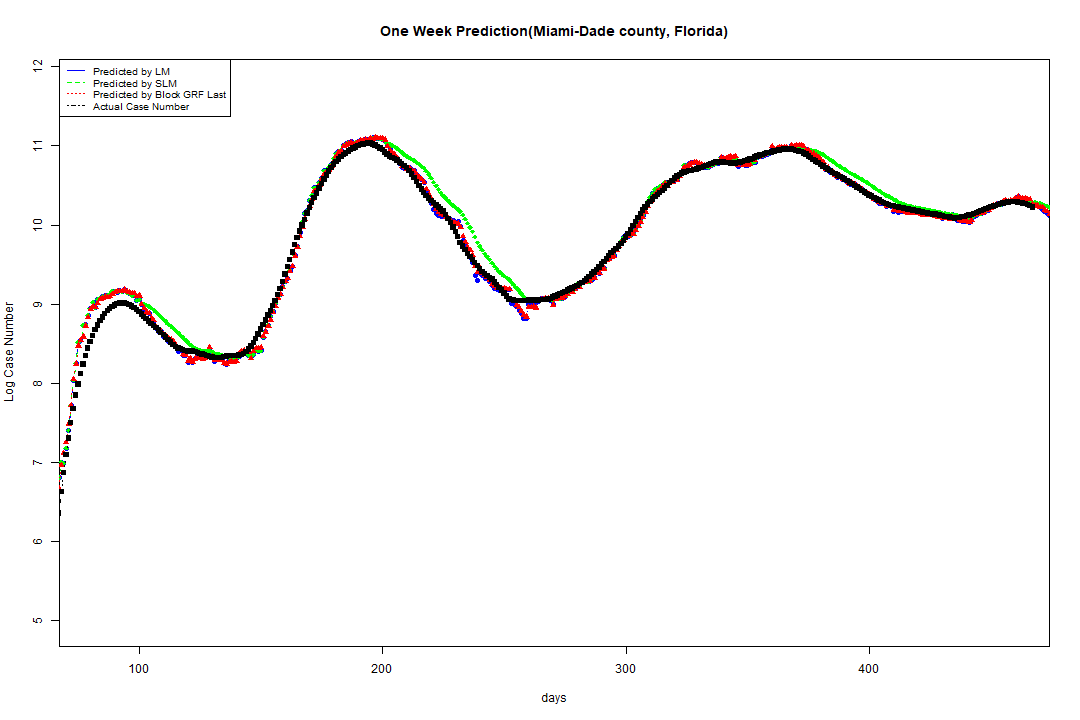 One Week Prediction(Miami-Dade county, Florida)
Predicted by LM
Predicted by SLM
Predicted by Block GRF Last
Actual Case Number
12
11
10
9
8
7
6
5
Log Case Number
100 200 300 400
days